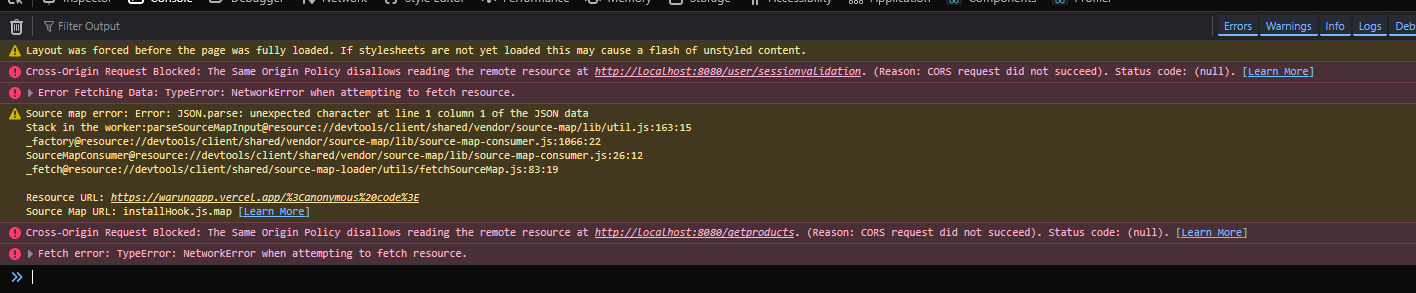 Inspector Console Debugger Network Style Editor Performance Memory Storage Accessibility Application Components Profiler
Filter Output Errors Warnings Info Logs Deb
Layout was forced before the page was fully loaded. If stylesheets are not yet loaded this may cause a flash of unstyled content.
Cross-Origin Request Blocked: The Same Origin Policy disallows reading the remote resource at http://localhost:8080/user/sessionvalidation. (Reason: CORS request did not succeed). Status code: (null). [Learn More]
Error Fetching Data: TypeError: NetworkError when attempting to fetch resource.
Source map error: Error: JSON.parse: unexpected character at line 1 column 1 of the JSON data
Stack in the worker:parseSourceMapInput@resource://devtools/client/shared/vendor/source-map/lib/util.js:163:15
_factory@resource://devtools/client/shared/vendor/source-map/lib/source-map-consumer.js:1066:22
SourceMapConsumer@resource://devtools/client/shared/vendor/source-map/lib/source-map-consumer.js:26:12
_fetch@resource://devtools/client/shared/source-map-loader/utils/fetchSourceMap.js:83:19
Resource URL: https://warungapp.vercel.app/%3Canonymous%20code%3E
Source Map URL: installHook.js.map [Learn More]
Cross-Origin Request Blocked: The Same Origin Policy disallows reading the remote resource at http://localhost:8080/getproducts. (Reason: CORS request did not succeed). Status code: (null). [Learn More]
Fetch error: TypeError: NetworkError when attempting to fetch resource.